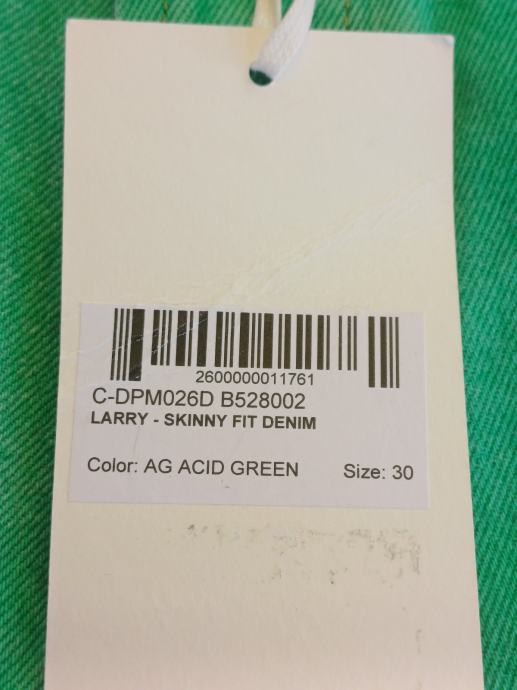 2600000011761
C-DPM026D B528002
LARRY - SKINNY FIT DENIM
Color: AG ACID GREEN Size: 30